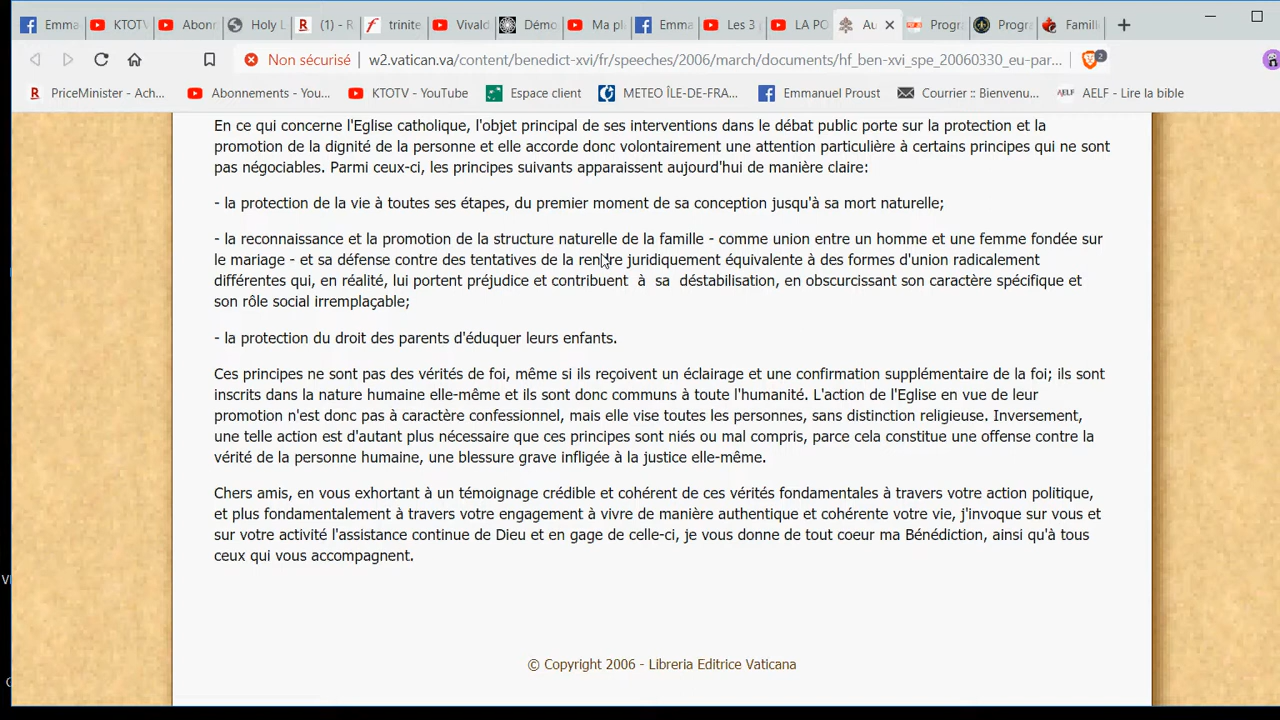 Emma
KTOTV
Abonn
Holy L
(1) - R
trinite
Vivald
Démo
Ma pl
Emma
Les 3
LA PO
Au
Progr
Progra
Famill
Non sécurisé
w2.vatican.va/content/benedict-xvi/fr/speeches/2006/march/documents/hf_ben-xvi_spe_20060330_eu-par...
2
PriceMinister - Ach...
Abonnements - You...
KTOTV - YouTube
Espace client
METEO ÎLE-DE-FRA...
Emmanuel Proust
Courrier :: Bienvenu...
AELF - Lire la bible
En ce qui concerne l'Eglise catholique, l'objet principal de ses interventions dans le débat public porte sur la protection et la
promotion de la dignité de la personne et elle accorde donc volontairement une attention particulière à certains principes qui ne sont
pas négociables. Parmi ceux-ci, les principes suivants apparaissent aujourd'hui de manière claire:
- la protection de la vie à toutes ses étapes, du premier moment de sa conception jusqu'à sa mort naturelle;
- la reconnaissance et la promotion de la structure naturelle de la famille - comme union entre un homme et une femme fondée sur
le mariage - et sa défense contre des tentatives de la rendre juridiquement équivalente à des formes d'union radicalement
différentes qui, en réalité, lui portent préjudice et contribuent à sa déstabilisation, en obscurcissant son caractère spécifique et
son rôle social irremplaçable;
- la protection du droit des parents d'éduquer leurs enfants.
Ces principes ne sont pas des vérités de foi, même si ils reçoivent un éclairage et une confirmation supplémentaire de la foi; ils sont
inscrits dans la nature humaine elle-même et ils sont donc communs à toute l'humanité. L'action de l'Eglise en vue de leur
promotion n'est donc pas à caractère confessionnel, mais elle vise toutes les personnes, sans distinction religieuse. Inversement,
une telle action est d'autant plus nécessaire que ces principes sont niés ou mal compris, parce cela constitue une offense contre la
vérité de la personne humaine, une blessure grave infligée à la justice elle-même.
Chers amis, en vous exhortant à un témoignage crédible et cohérent de ces vérités fondamentales à travers votre action politique,
et plus fondamentalement à travers votre engagement à vivre de manière authentique et cohérente votre vie, j'invoque sur vous et
sur votre activité l'assistance continue de Dieu et en gage de celle-ci, je vous donne de tout coeur ma Bénédiction, ainsi qu'à tous
ceux qui vous accompagnent.
© Copyright 2006 - Libreria Editrice Vaticana